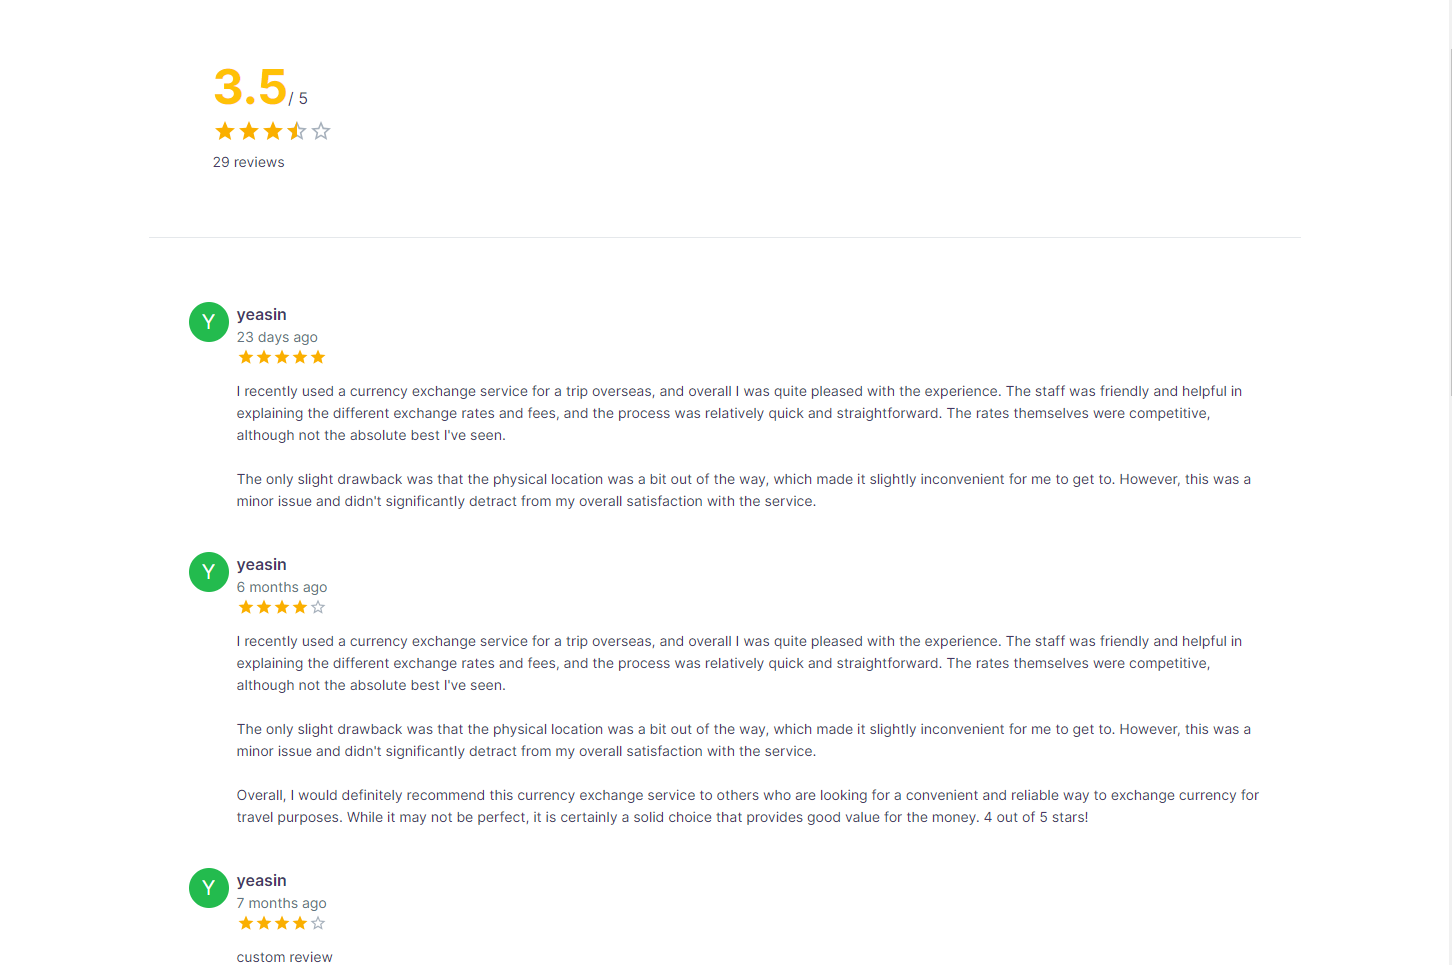 3.5 / 5
29 reviews
Y
yeasin
23 days ago
I recently used a currency exchange service for a trip overseas, and overall I was quite pleased with the experience. The staff was friendly and helpful in
explaining the different exchange rates and fees, and the process was relatively quick and straightforward. The rates themselves were competitive,
although not the absolute best I've seen.
The only slight drawback was that the physical location was a bit out of the way, which made it slightly inconvenient for me to get to. However, this was a
minor issue and didn't significantly detract from my overall satisfaction with the service.
Y
yeasin
6 months ago
I recently used a currency exchange service for a trip overseas, and overall I was quite pleased with the experience. The staff was friendly and helpful in
explaining the different exchange rates and fees, and the process was relatively quick and straightforward. The rates themselves were competitive,
although not the absolute best I've seen.
The only slight drawback was that the physical location was a bit out of the way, which made it slightly inconvenient for me to get to. However, this was a
minor issue and didn't significantly detract from my overall satisfaction with the service.
Overall, I would definitely recommend this currency exchange service to others who are looking for a convenient and reliable way to exchange currency for
travel purposes. While it may not be perfect, it is certainly a solid choice that provides good value for the money. 4 out of 5 stars!
Y
yeasin
7 months ago
custom review